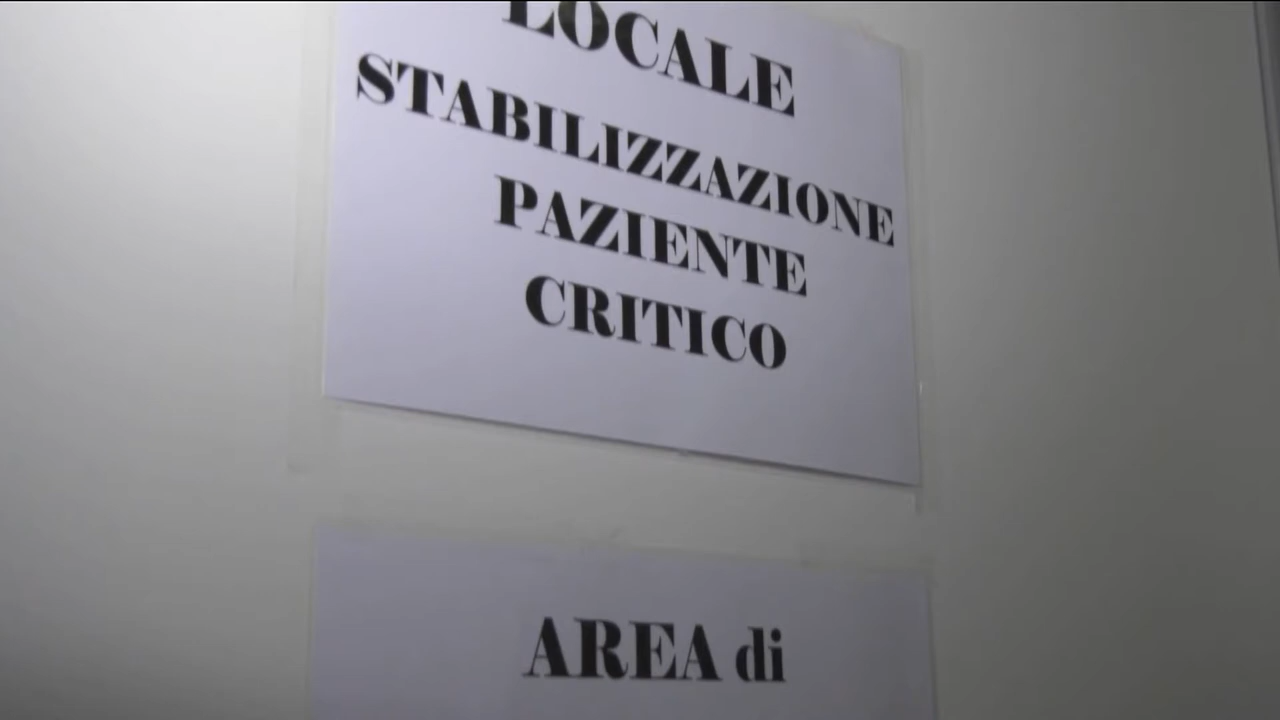 LOCALE
STABILIZZAZIONE
PAZIENTE
CRITICO
AREA di